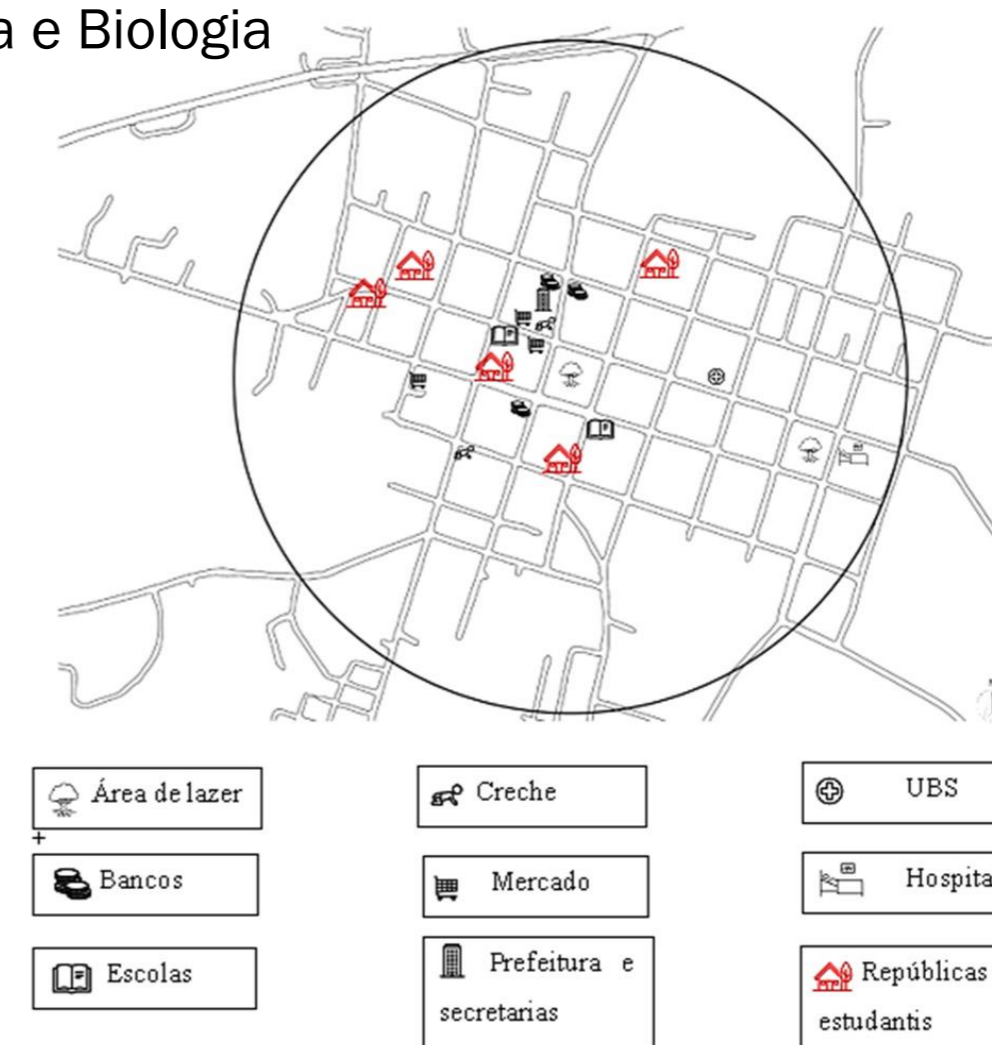 a e Biologia
Área de lazer
Creche
UBS
+
Bancos
Mercado
Hospita
Escolas
Prefeitura e
secretarias
Repúblicas
estudantis